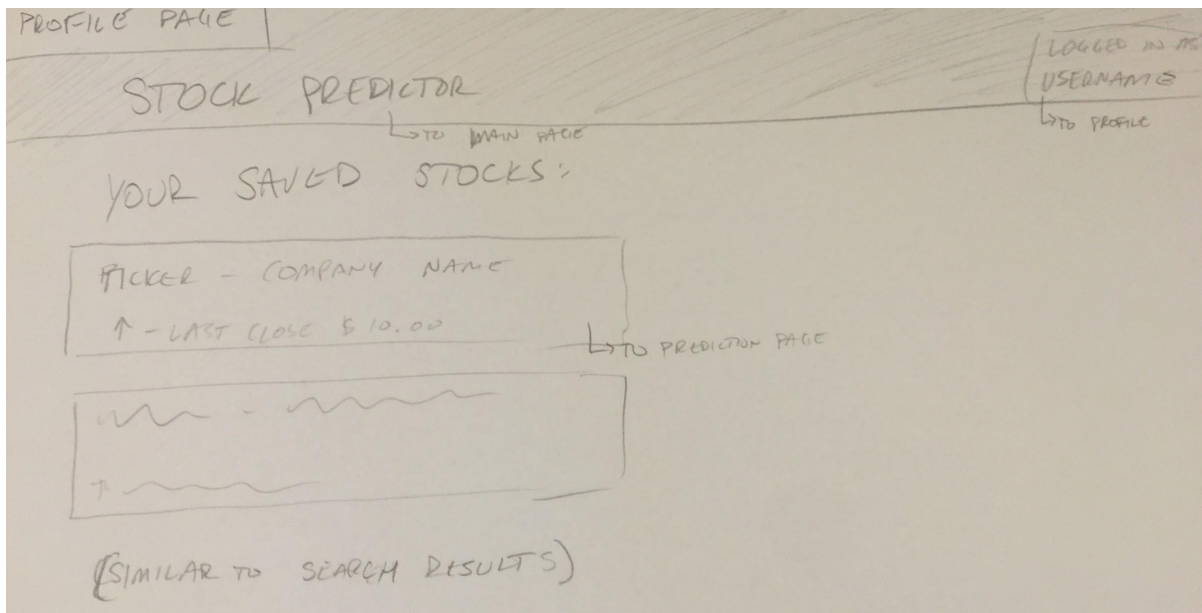 PROFILE PAGE
LOGGED IN AS
USERNAME
STOCK PREDICTOR
→TO MAIN PAGE
→TO PROFILE
YOUR SAVED STOCKS:
TICKER - COMPANY NAME
↑ - LAST CLOSE $10.00
→TO PREDICTION PAGE
(SIMILAR TO SEARCH RESULTS)